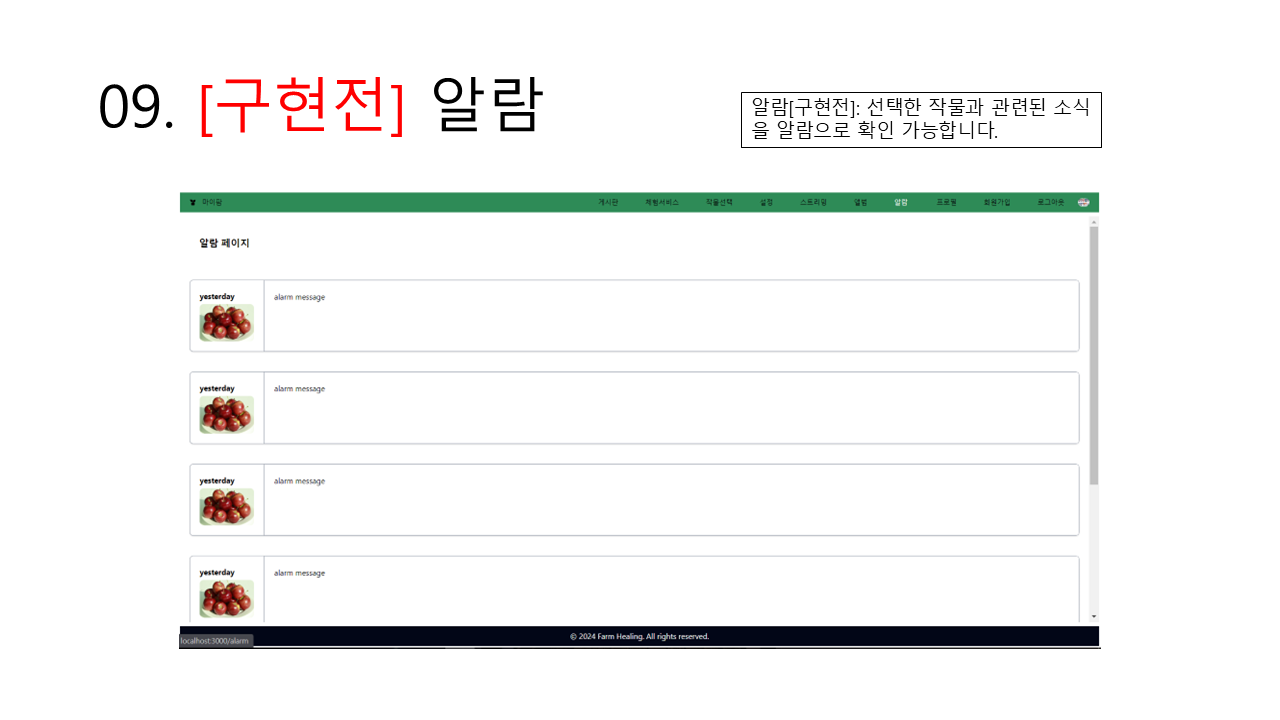 09. [구현전] 알람
알람[구현전]: 선택한 작물과 관련된 소식
을 알람으로 확인 가능합니다.
마이팜 게시판 체험서비스 작물선택 설정 스토리팅 앨범 알람 프로필 회원가입 로그아웃
알람 페이지
yesterday
alarm message
yesterday
alarm message
yesterday
alarm message
yesterday
alarm message
© 2024 Farm Healing. All rights reserved.
localhost:3000/alarm